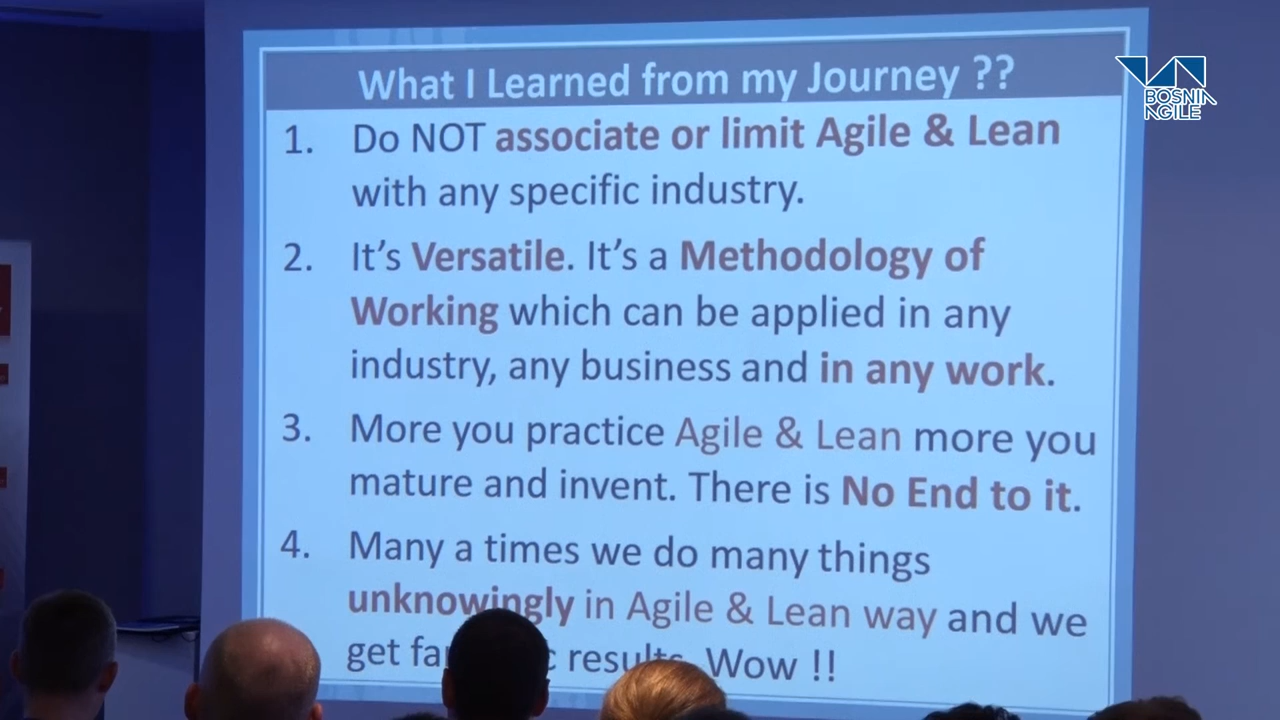 What I Learned from my Journey ??
1. Do NOT associate or limit Agile & Lean
with any specific industry.
2. It's Versatile. It's a Methodology of
Working which can be applied in any
industry, any business and in any work.
3. More you practice Agile & Lean more you
mature and invent. There is No End to it.
4. Many a times we do many things
unknowingly in Agile & Lean way and we
get results. Wow !!
BOSNIA
AGILE